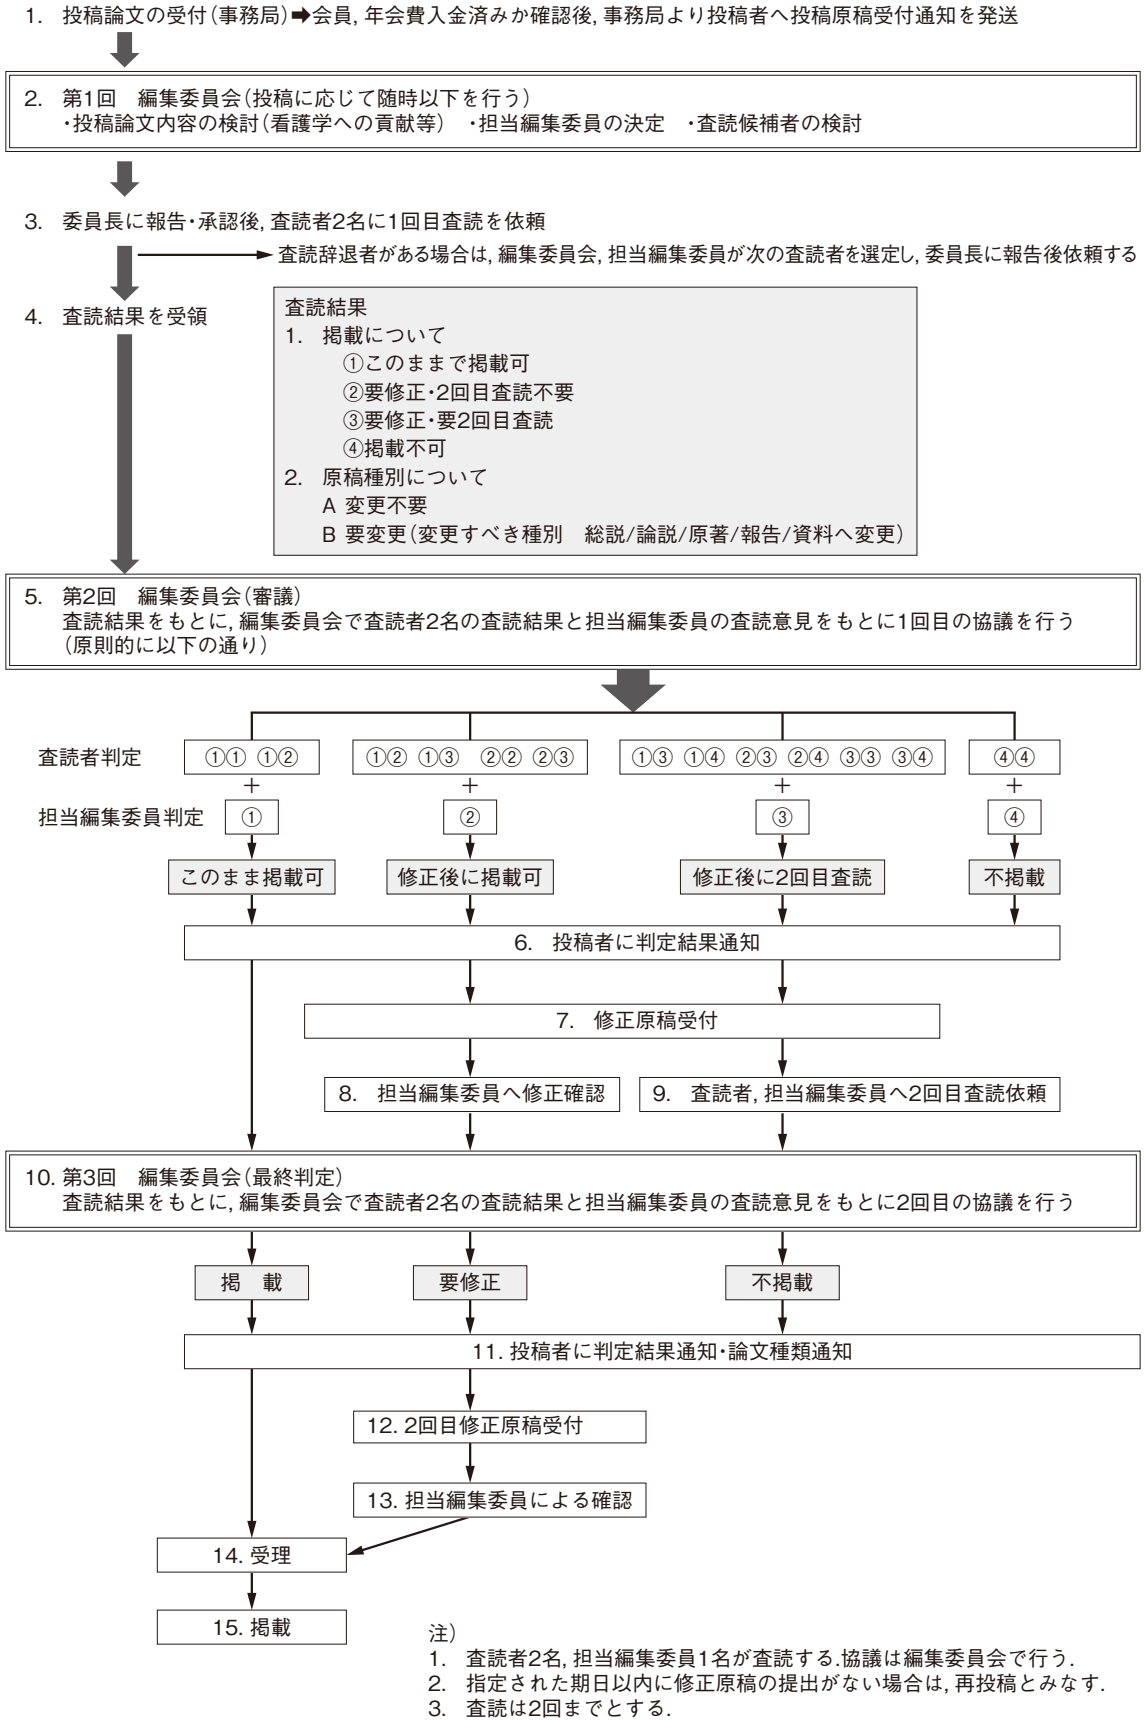 1. 投稿論文の受付(事務局)➡会員, 年会費入金済みか確認後, 事務局より投稿者へ投稿原稿受付通知を発送
2. 第1回　編集委員会(投稿に応じて随時以下を行う)
・投稿論文内容の検討(看護学への貢献等)　・担当編集委員の決定　・査読候補者の検討
3. 委員長に報告・承認後, 査読者2名に1回目査読を依頼
査読辞退者がある場合は, 編集委員会, 担当編集委員が次の査読者を選定し, 委員長に報告後依頼する
4. 査読結果を受領
査読結果
1. 掲載について
①このままで掲載可
②要修正・2回目査読不要
③要修正・要2回目査読
④掲載不可
2. 原稿種別について
A 変更不要
B 要変更(変更すべき種別　総説/論説/原著/報告/資料へ変更)
5. 第2回　編集委員会(審議)
査読結果をもとに, 編集委員会で査読者2名の査読結果と担当編集委員の査読意見をもとに1回目の協議を行う
(原則的に以下の通り)
査読者判定 ①① ①② ①② ①③ ②② ②③ ①③ ①④ ②③ ②④ ③③ ③④ ④④
+ + + +
担当編集委員判定 ① ② ③ ④
このまま掲載可 修正後に掲載可 修正後に2回目査読 不掲載
6. 投稿者に判定結果通知
7. 修正原稿受付
8. 担当編集委員へ修正確認 9. 査読者, 担当編集委員へ2回目査読依頼
10. 第3回　編集委員会(最終判定)
査読結果をもとに, 編集委員会で査読者2名の査読結果と担当編集委員の査読意見をもとに2回目の協議を行う
掲　載 要修正 不掲載
11. 投稿者に判定結果通知・論文種類通知
12. 2回目修正原稿受付
13. 担当編集委員による確認
14. 受理
15. 掲載
注)
1. 査読者2名, 担当編集委員1名が査読する.協議は編集委員会で行う.
2. 指定された期日以内に修正原稿の提出がない場合は, 再投稿とみなす.
3. 査読は2回までとする.